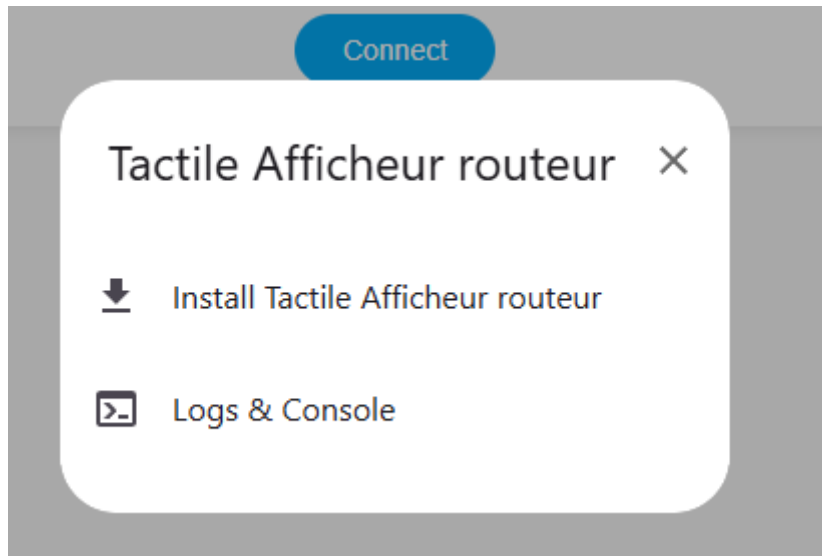 Connect
Tactile Afficheur routeur
Install Tactile Afficheur routeur
Logs & Console